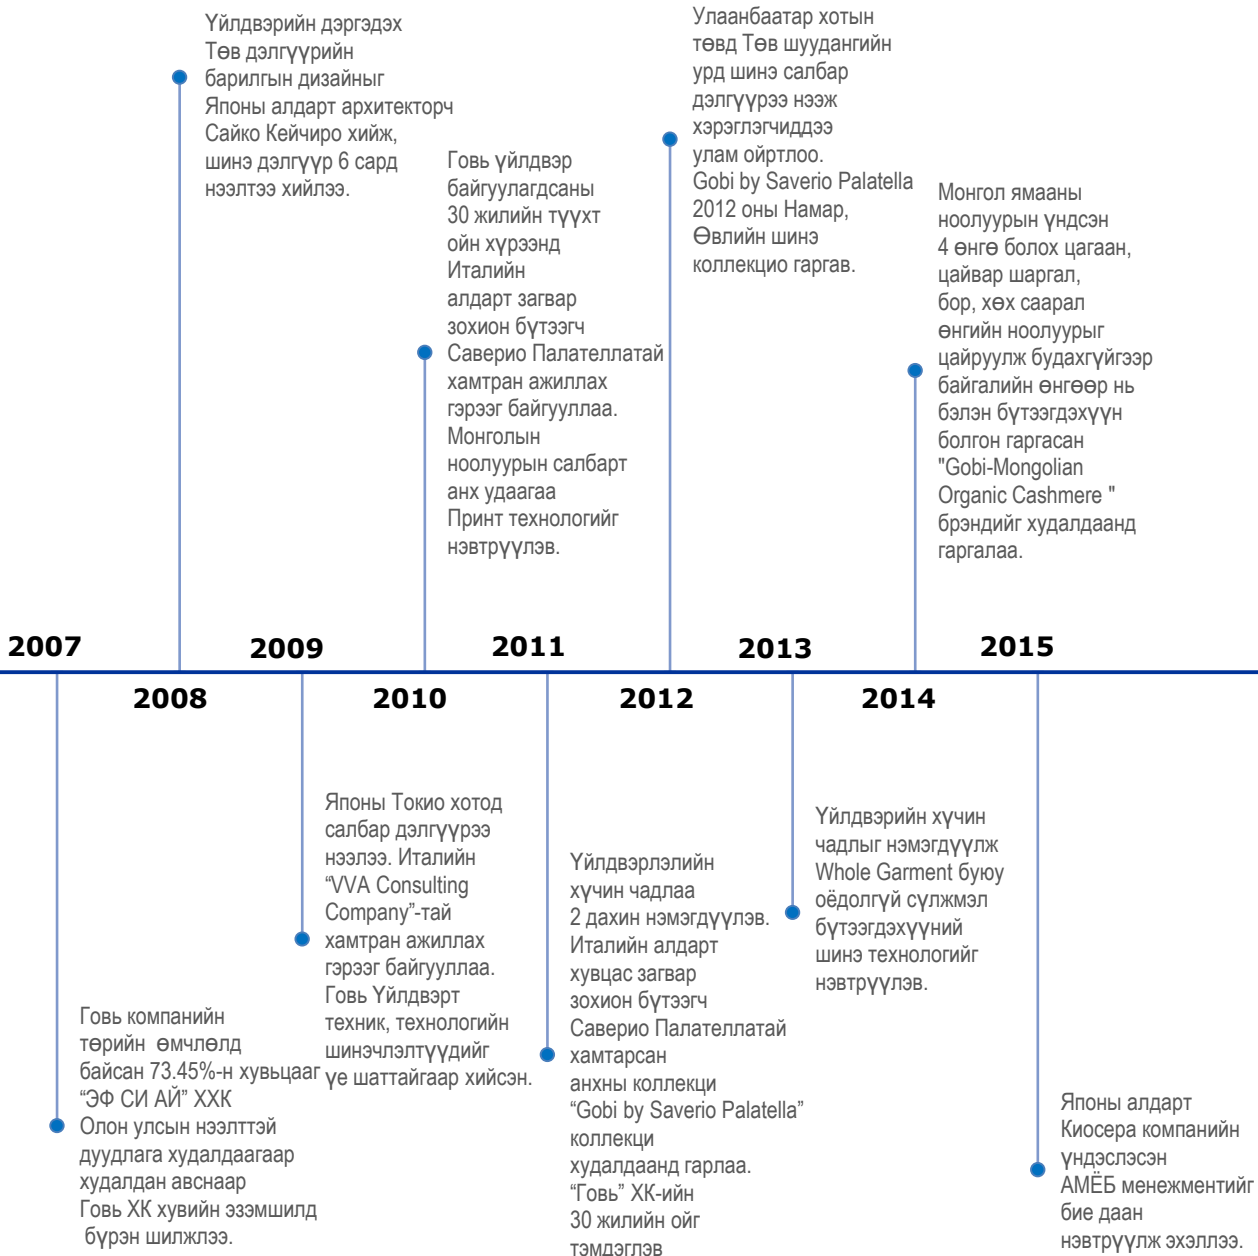 Үйлдвэрийн дэргэдэх
Төв дэлгүүрийн
барилгын дизайныг
Японы алдарт архитекторч
Сайко Кейчиро хийж,
шинэ дэлгүүр 6 сард
нээлтээ хийлээ.
Говь үйлдвэр
байгуулагдсаны
30 жилийн түүхт
ойн хүрээнд
Италийн
алдарт загвар
зохион бүтээгч
Саверио Палателлатай
хамтран ажиллах
гэрээг байгууллаа.
Монголын
ноолуурын салбарт
анх удаагаа
Принт технологийг
нэвтрүүлэв.
Улаанбаатар хотын
төвд Төв шуудангийн
урд шинэ салбар
дэлгүүрээ нээж
хэрэглэгчиддээ
улам ойртлоо.
Gobi by Saverio Palatella
2012 оны Намар,
Өвлийн шинэ
коллекцио гаргав.
Монгол ямааны
ноолуурын үндсэн
4 өнгө болох цагаан,
цайвар шаргал,
бор, хөх саарал
өнгийн ноолуурыг
цайруулж будахгүйгээр
байгалийн өнгөөр нь
бэлэн бүтээгдэхүүн
болгон гаргасан
"Gobi-Mongolian
Organic Cashmere "
брэндийг худалдаанд
гаргалаа.
2007
2009
2011
2013
2015
2008
2010
2012
2014
Говь компанийн
төрийн өмчлөлд
байсан 73.45%-н хувьцааг
“ЭФ СИ АЙ” ХХК
Олон улсын нээлттэй
дуудлага худалдаагаар
худалдан авснаар
Говь ХК хувийн эзэмшилд
бүрэн шилжлээ.
Японы Токио хотод
салбар дэлгүүрээ
нээлээ. Италийн
“VVA Consulting
Company”-тай
хамтран ажиллах
гэрээг байгууллаа.
Говь Үйлдвэрт
техник, технологийн
шинэчлэлтүүдийг
үе шаттайгаар хийсэн.
Үйлдвэрлэлийн
хүчин чадлаа
2 дахин нэмэгдүүлэв.
Италийн алдарт
хувцас загвар
зохион бүтээгч
Саверио Палателлатай
хамтарсан
анхны коллекци
“Gobi by Saverio Palatella”
коллекци
худалдаанд гарлаа.
“Говь” ХК-ийн
30 жилийн ойг
тэмдэглэв
Үйлдвэрийн хүчин
чадлыг нэмэгдүүлж
Whole Garment буюу
оёдолгүй сүлжмэл
бүтээгдэхүүний
шинэ технологийг
нэвтрүүлэв.
Японы алдарт
Киосера компанийн
үндэслэсэн
АМЁБ менежментийг
бие даан
нэвтрүүлж эхэллээ.